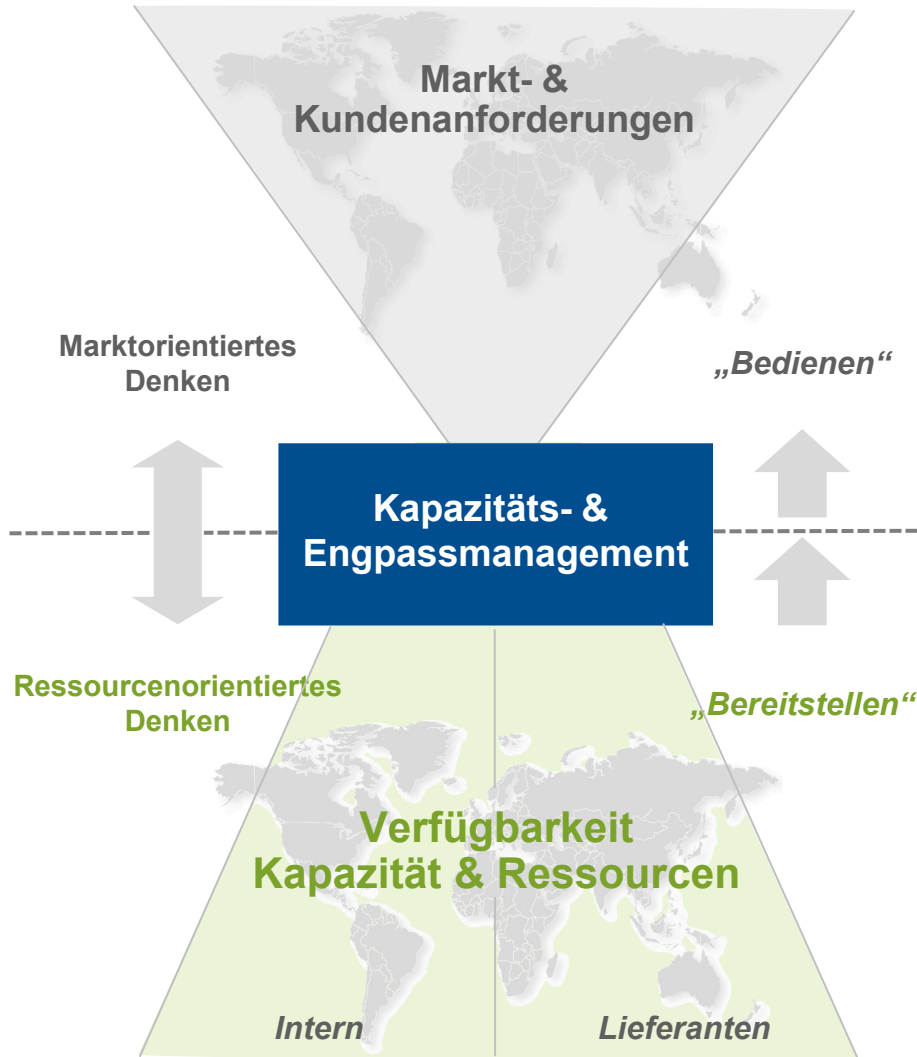 Markt- &
Kundenanforderungen
Marktorientiertes
Denken
„Bedienen“
Kapazitäts- &
Engpassmanagement
Ressourcenorientiertes
Denken
„Bereitstellen“
Verfügbarkeit
Kapazität & Ressourcen
Intern
Lieferanten